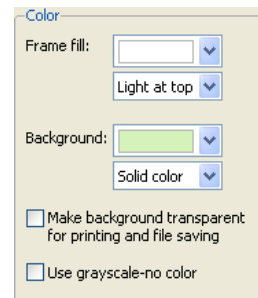 Color
Frame fill:
Light at top
Background:
Solid color
Make background transparent
for printing and file saving
Use grayscale-no color